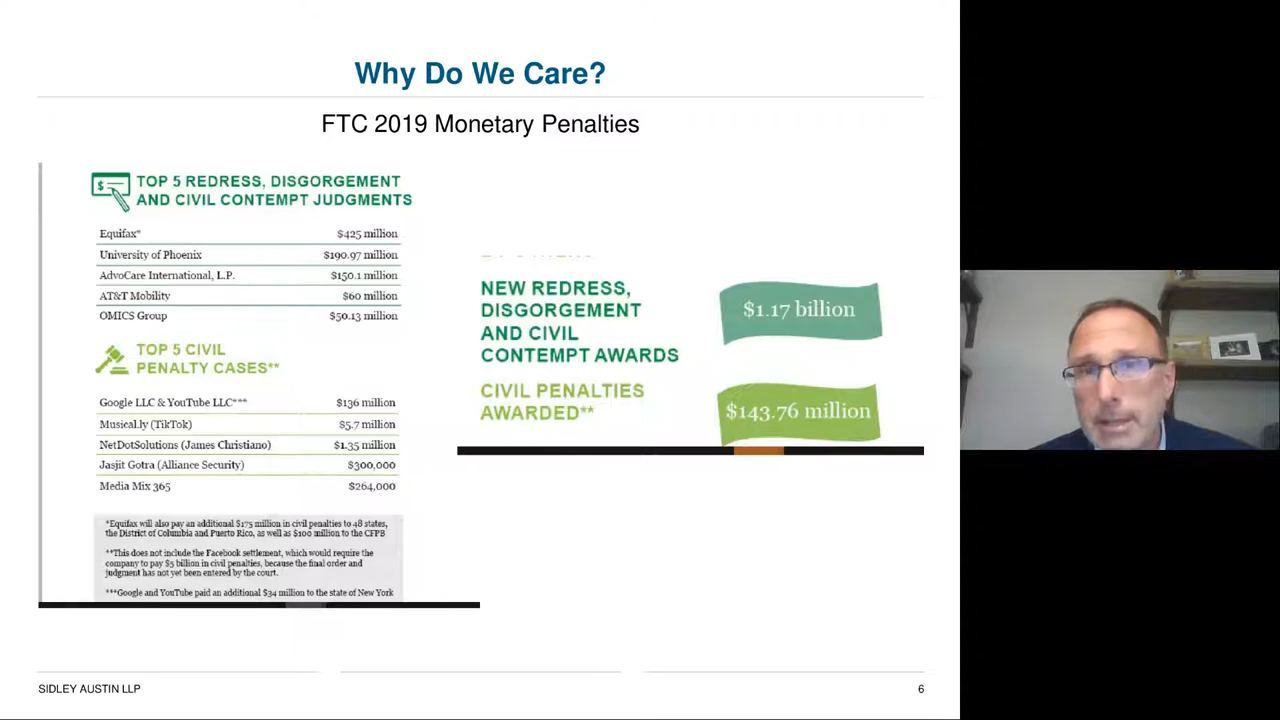 Why Do We Care?
FTC 2019 Monetary Penalties
TOP 5 REDRESS, DISGORGEMENT
AND CIVIL CONTEMPT JUDGMENTS
Equifax* $425 million
University of Phoenix $190.97 million
AdvoCare International, L.P. $150.1 million
AT&T Mobility $60 million
OMICS Group $50.13 million
TOP 5 CIVIL
PENALTY CASES**
Google LLC & YouTube LLC*** $136 million
Musical.ly (TikTok) $5.7 million
NetDotSolutions (James Christiano) $1.35 million
Jasjit Gotra (Alliance Security) $300,000
Media Mix 365 $264,000
*Equifax will also pay an additional $175 million in civil penalties to 48 states,
the District of Columbia and Puerto Rico, as well as $100 million to the CFPB
**This does not include the Facebook settlement, which would require the
company to pay $5 billion in civil penalties, because the final order and
judgment has not yet been entered by the court.
***Google and YouTube paid an additional $34 million to the state of New York
NEW REDRESS,
DISGORGEMENT
AND CIVIL
CONTEMPT AWARDS
$1.17 billion
CIVIL PENALTIES
AWARDED**
$143.76 million
SIDLEY AUSTIN LLP
6